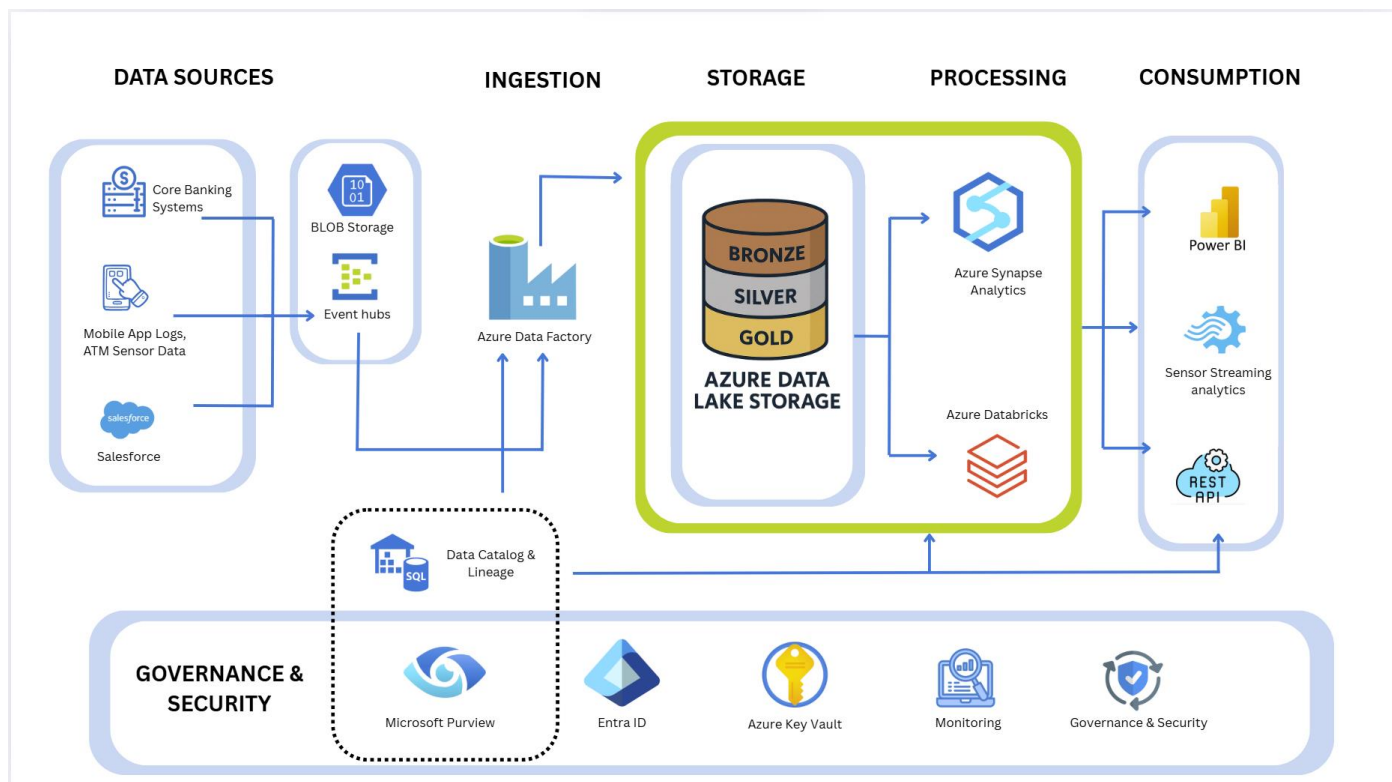 DATA SOURCES
INGESTION
STORAGE
PROCESSING
CONSUMPTION
Core Banking
Systems
Mobile App Logs,
ATM Sensor Data
salesforce
Salesforce
10
01
BLOB Storage
Event hubs
Azure Data Factory
BRONZE
SILVER
GOLD
AZURE DATA
LAKE STORAGE
Azure Synapse
Analytics
Azure Databricks
Power BI
Sensor Streaming
analytics
REST
API
SQL
Data Catalog &
Lineage
GOVERNANCE &
SECURITY
Microsoft Purview
Entra ID
Azure Key Vault
Monitoring
Governance & Security